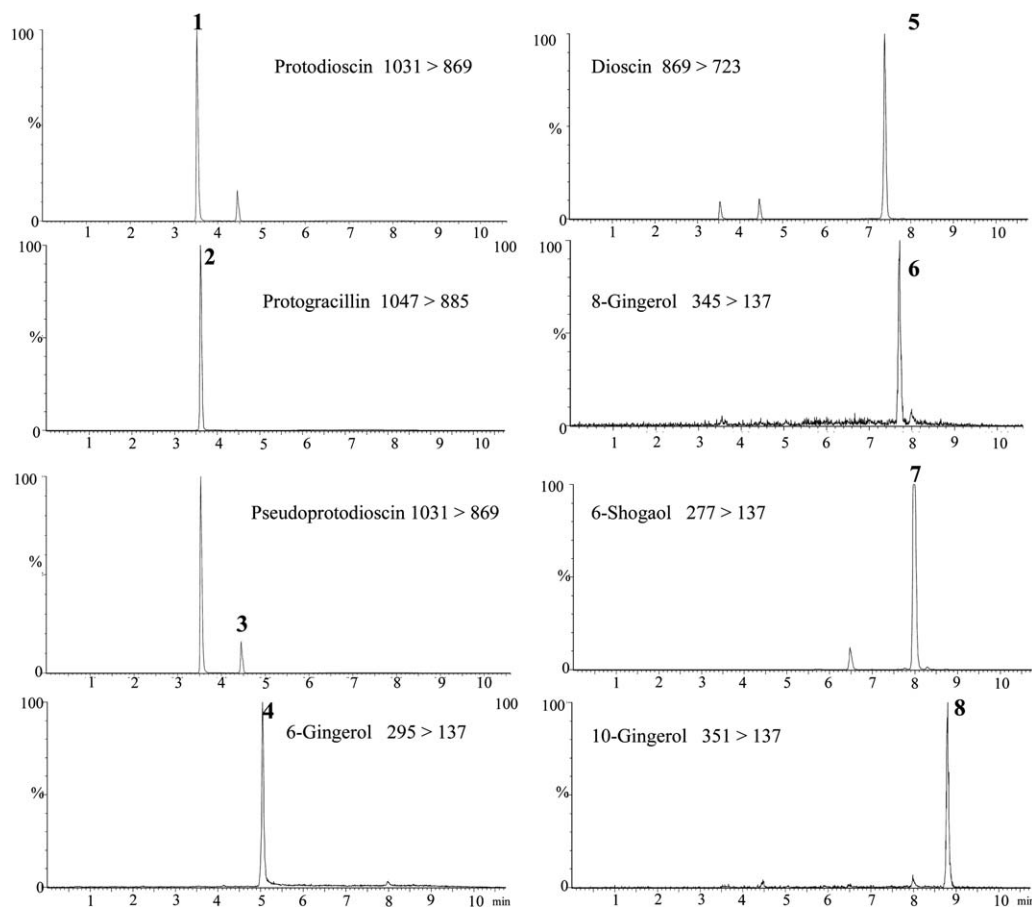 1
100
Protodioscin 1031 > 869
%
0
1 2 3 4 5 6 7 8 9 10
100
2
100
Protogracillin 1047 > 885
%
0
1 2 3 4 5 6 7 8 9 10
100
Pseudoprotodioscin 1031 > 869
%
3
0
1 2 3 4 5 6 7 8 9 10
100
100
4
6-Gingerol 295 > 137
%
0
1 2 3 4 5 6 7 8 9 10 min
5
100
Dioscin 869 > 723
%
0
1 2 3 4 5 6 7 8 9 10
100
6
8-Gingerol 345 > 137
%
0
1 2 3 4 5 6 7 8 9 10
7
100
6-Shogaol 277 > 137
%
0
1 2 3 4 5 6 7 8 9 10
100
8
10-Gingerol 351 > 137
%
0
1 2 3 4 5 6 7 8 9 10 min